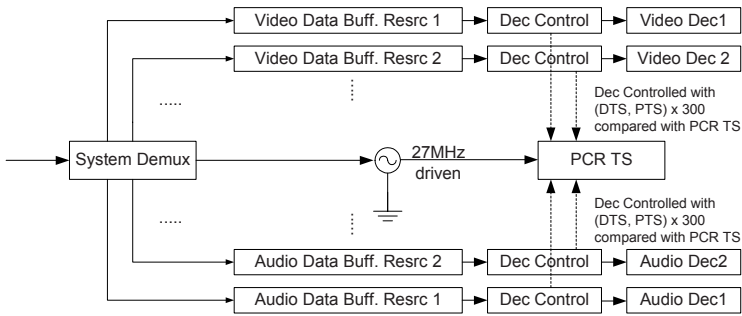 Video Data Buff. Resrc 1 Dec Control Video Dec1
Video Data Buff. Resrc 2 Dec Control Video Dec 2
Dec Controlled with
(DTS, PTS) x 300
compared with PCR TS
.....
.....
System Demux
27MHz
driven
PCR TS
Dec Controlled with
(DTS, PTS) x 300
compared with PCR TS
.....
.....
Audio Data Buff. Resrc 2 Dec Control Audio Dec2
Audio Data Buff. Resrc 1 Dec Control Audio Dec1